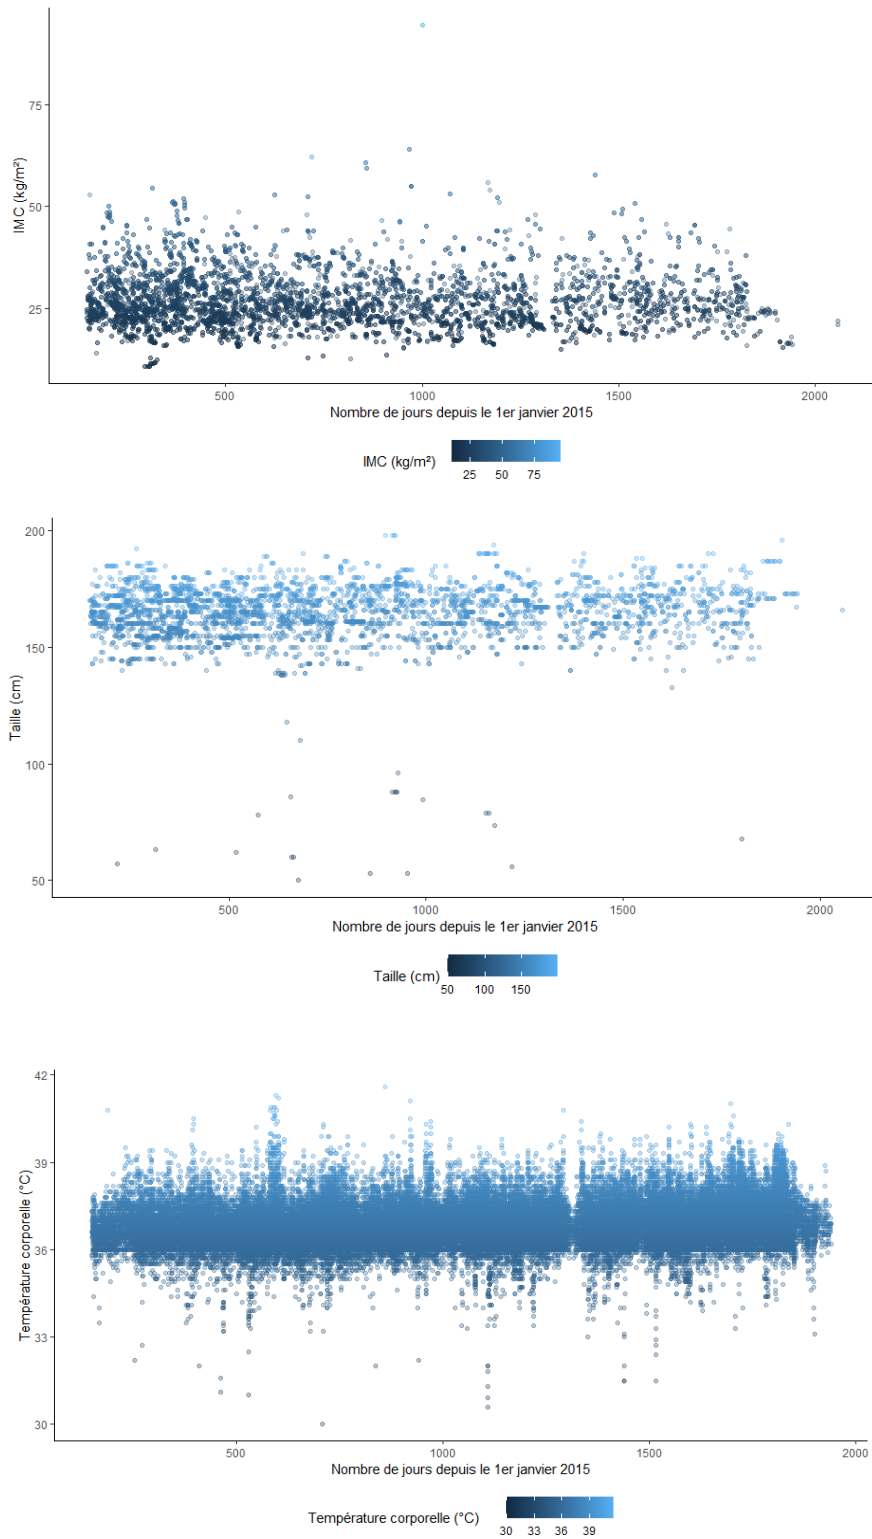 75
50
25
IMC (kg/m²)
500 1000 1500 2000
Nombre de jours depuis le 1er janvier 2015
IMC (kg/m²)
25 50 75
200
150
100
50
Taille (cm)
500 1000 1500 2000
Nombre de jours depuis le 1er janvier 2015
Taille (cm)
50 100 150
42
39
36
33
30
Température corporelle (°C)
500 1000 1500 2000
Nombre de jours depuis le 1er janvier 2015
Température corporelle (°C)
30 33 36 39